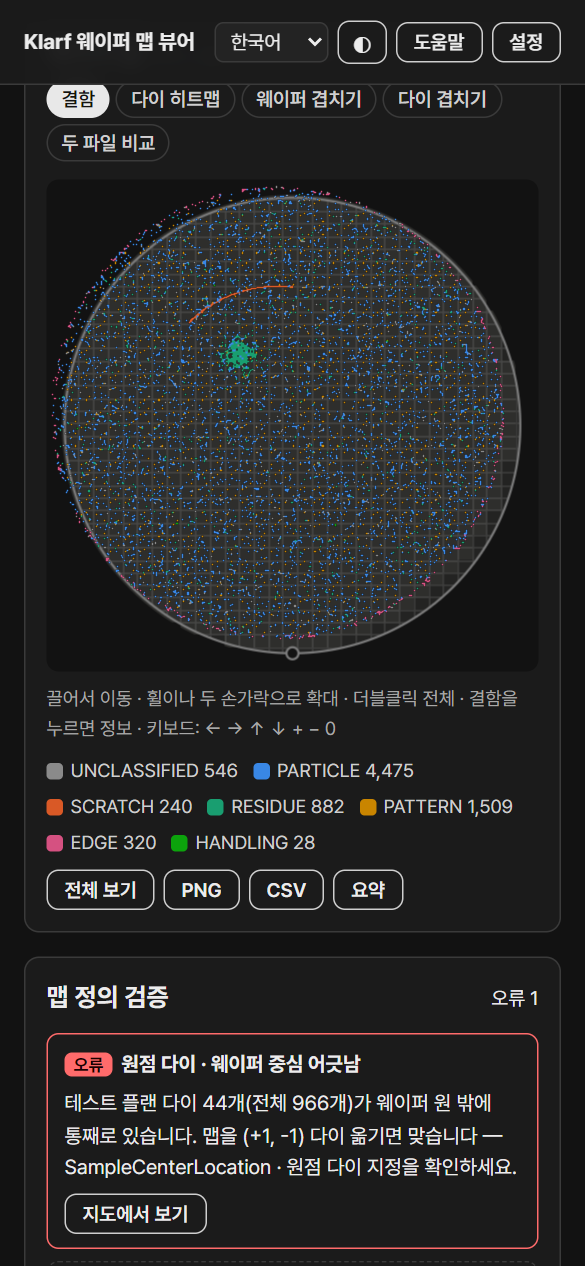 Klarf 웨이퍼 맵 뷰어
한국어
도움말
설정
결함
다이 히트맵
웨이퍼 겹치기
다이 겹치기
두 파일 비교
끌어서 이동 · 휠이나 두 손가락으로 확대 · 더블클릭 전체 · 결함을
누르면 정보 · 키보드: ← → ↑ ↓ + − 0
UNCLASSIFIED 546 PARTICLE 4,475
SCRATCH 240 RESIDUE 882 PATTERN 1,509
EDGE 320 HANDLING 28
전체 보기
PNG
CSV
요약
맵 정의 검증
오류 1
오류 원점 다이 · 웨이퍼 중심 어긋남
테스트 플랜 다이 44개(전체 966개)가 웨이퍼 원 밖에
통째로 있습니다. 맵을 (+1, -1) 다이 옮기면 맞습니다 —
SampleCenterLocation · 원점 다이 지정을 확인하세요.
지도에서 보기